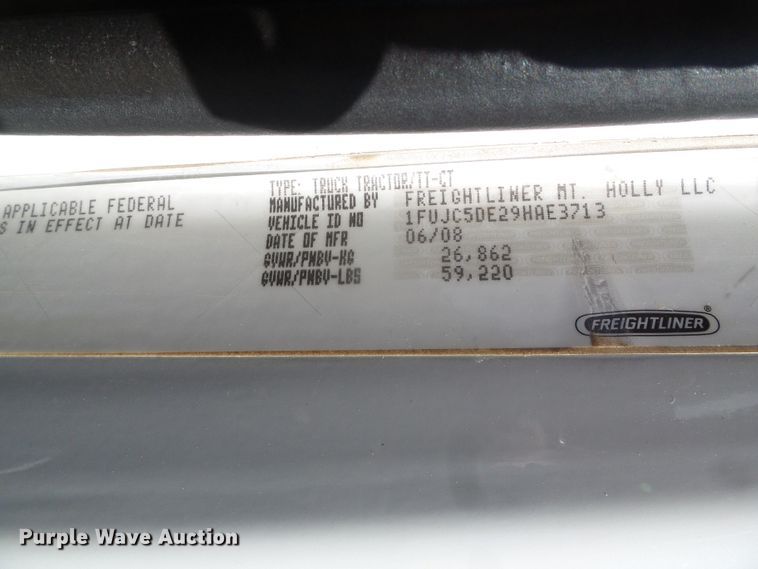 APPLICABLE FEDERAL
S IN EFFECT AT DATE
TYPE: TRUCK TRACTOR/TT-CT
MANUFACTURED BY FREIGHTLINER MT. HOLLY LLC
VEHICLE ID NO 1FUJC5DE29HAE3713
DATE OF MFR 06/08
GVWR/PNBV-KG 26,862
GVWR/PNBV-LBS 59,220
FREIGHTLINER®
Purple Wave Auction